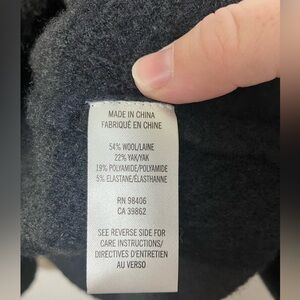 MADE IN CHINA
FABRIQUÉ EN CHINE
54% WOOL/LAINE
22% YAK/YAK
19% POLYAMIDE/POLYAMIDE
5% ELASTANE/ÉLASTHANNE
RN 98406
CA 39862
SEE REVERSE SIDE FOR
CARE INSTRUCTIONS/
DIRECTIVES D'ENTRETIEN
AU VERSO